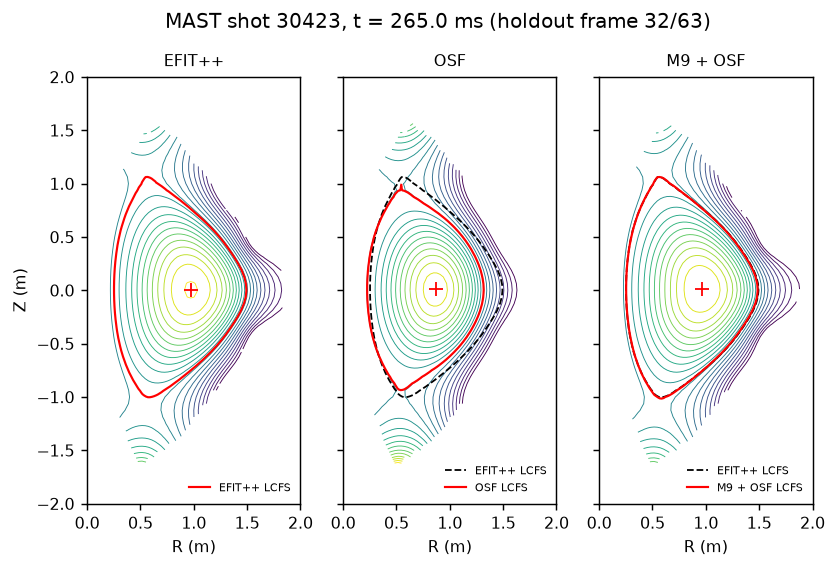 MAST shot 30423, t = 265.0 ms (holdout frame 32/63)
EFIT++
OSF
M9 + OSF
2.0
1.5
1.0
0.5
0.0
−0.5
−1.0
−1.5
−2.0
Z (m)
EFIT++ LCFS
EFIT++ LCFS
OSF LCFS
EFIT++ LCFS
M9 + OSF LCFS
0.0 0.5 1.0 1.5 2.0
0.0 0.5 1.0 1.5 2.0
0.0 0.5 1.0 1.5 2.0
R (m)
R (m)
R (m)